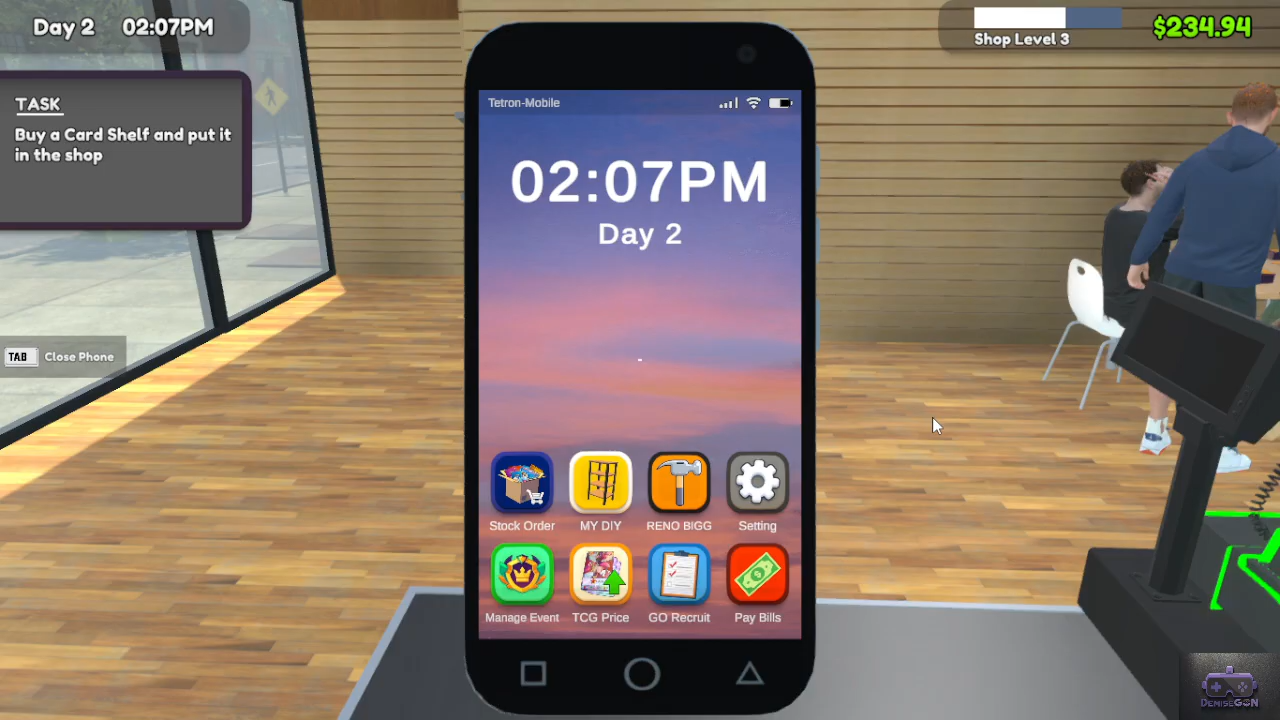 Day 2 02:07PM
Shop Level 3
$234.94
TASK
Buy a Card Shelf and put it
in the shop
TAB Close Phone
Tetron-Mobile
02:07PM
Day 2
Stock Order MY DIY RENO BIGG Setting
Manage Event TCG Price GO Recruit Pay Bills
DEMISEGON